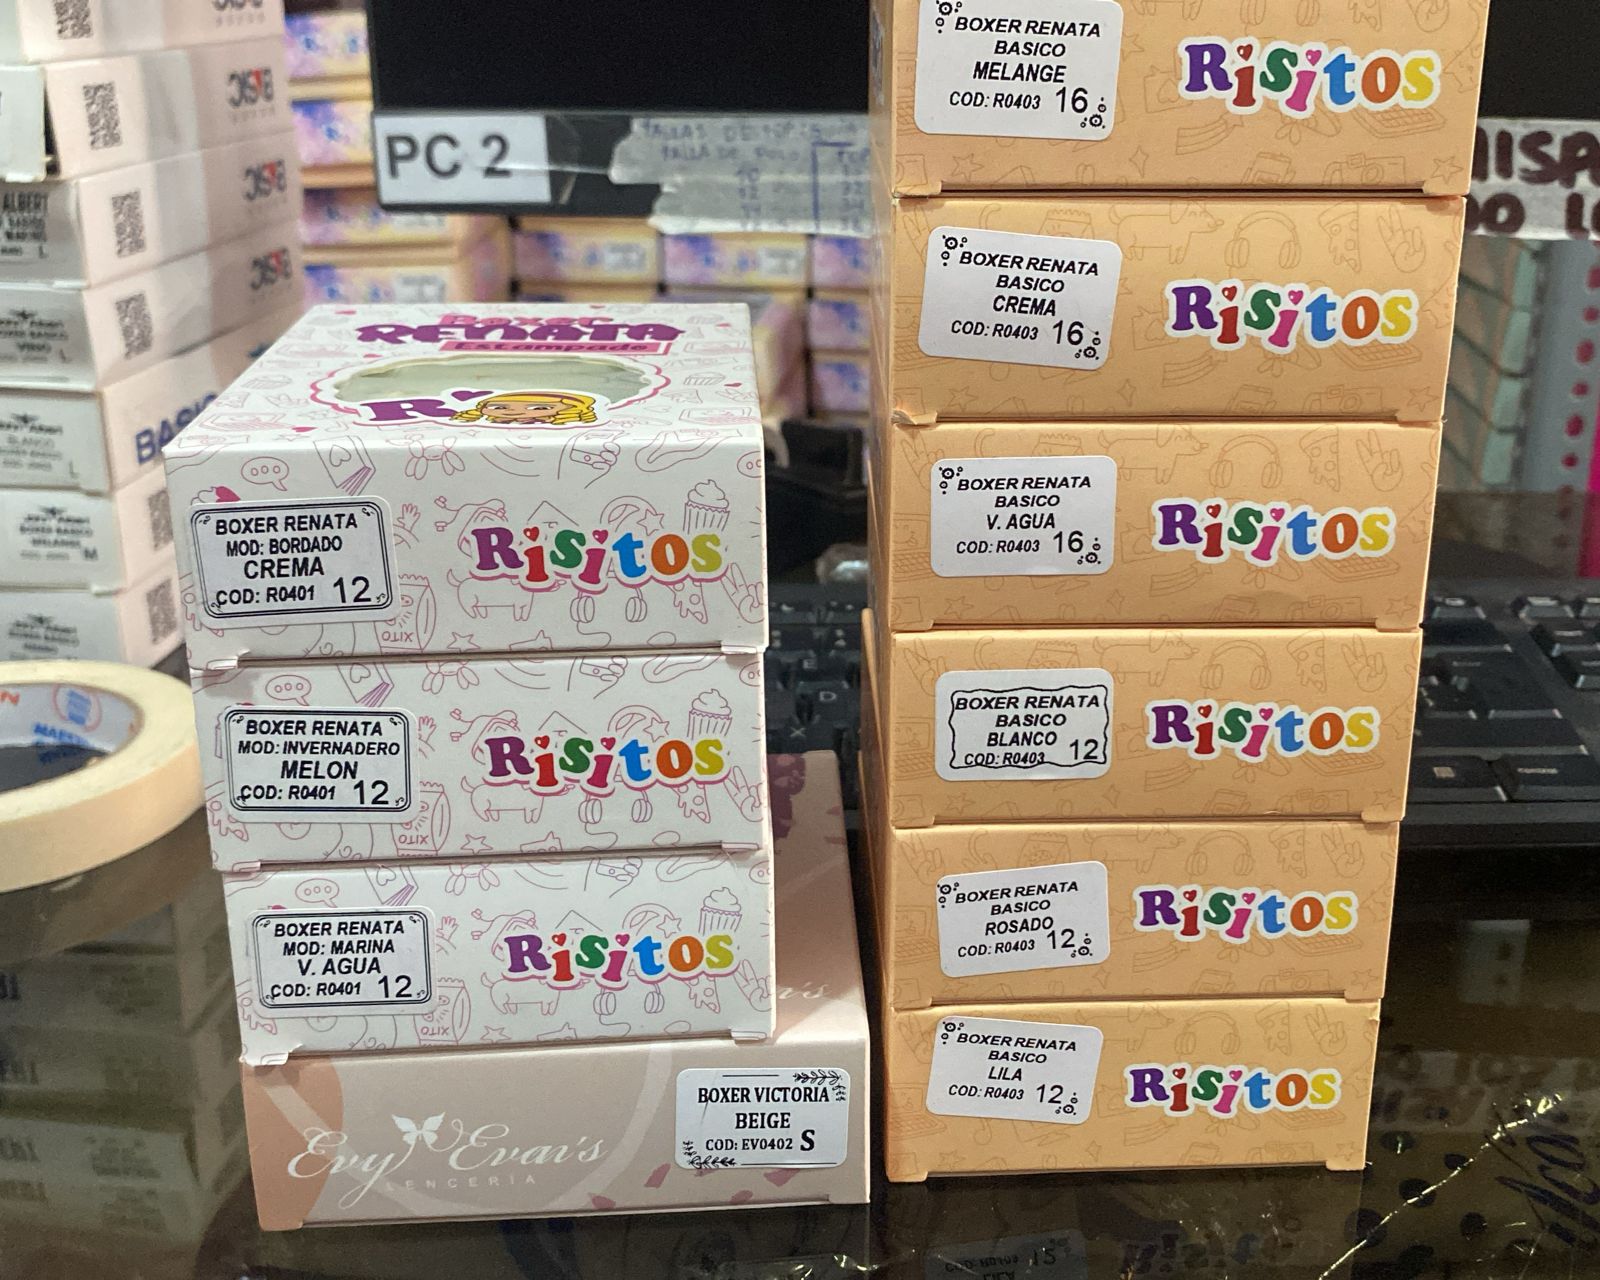 PC 2
BOXER RENATA
BASICO
MELANGE
COD: R0403 16
Risitos
BOXER RENATA
BASICO
CREMA
COD: R0403 16
Risitos
BOXER RENATA
BASICO
V. AGUA
COD: R0403 16
Risitos
BOXER RENATA
BASICO
BLANCO
COD: R0403 12
Risitos
BOXER RENATA
BASICO
ROSADO
COD: R0403 12
Risitos
BOXER RENATA
BASICO
LILA
COD: R0403 12
Risitos
Boxer
RENATA
Estampado
BOXER RENATA
MOD: BORDADO
CREMA
COD: R0401 12
Risitos
BOXER RENATA
MOD: INVERNADERO
MELON
COD: R0401 12
Risitos
BOXER RENATA
MOD: MARINA
V. AGUA
COD: R0401 12
Risitos
Evy Evan's
LENCERIA
BOXER VICTORIA
BEIGE
COD: EV0402 S
ALBERT